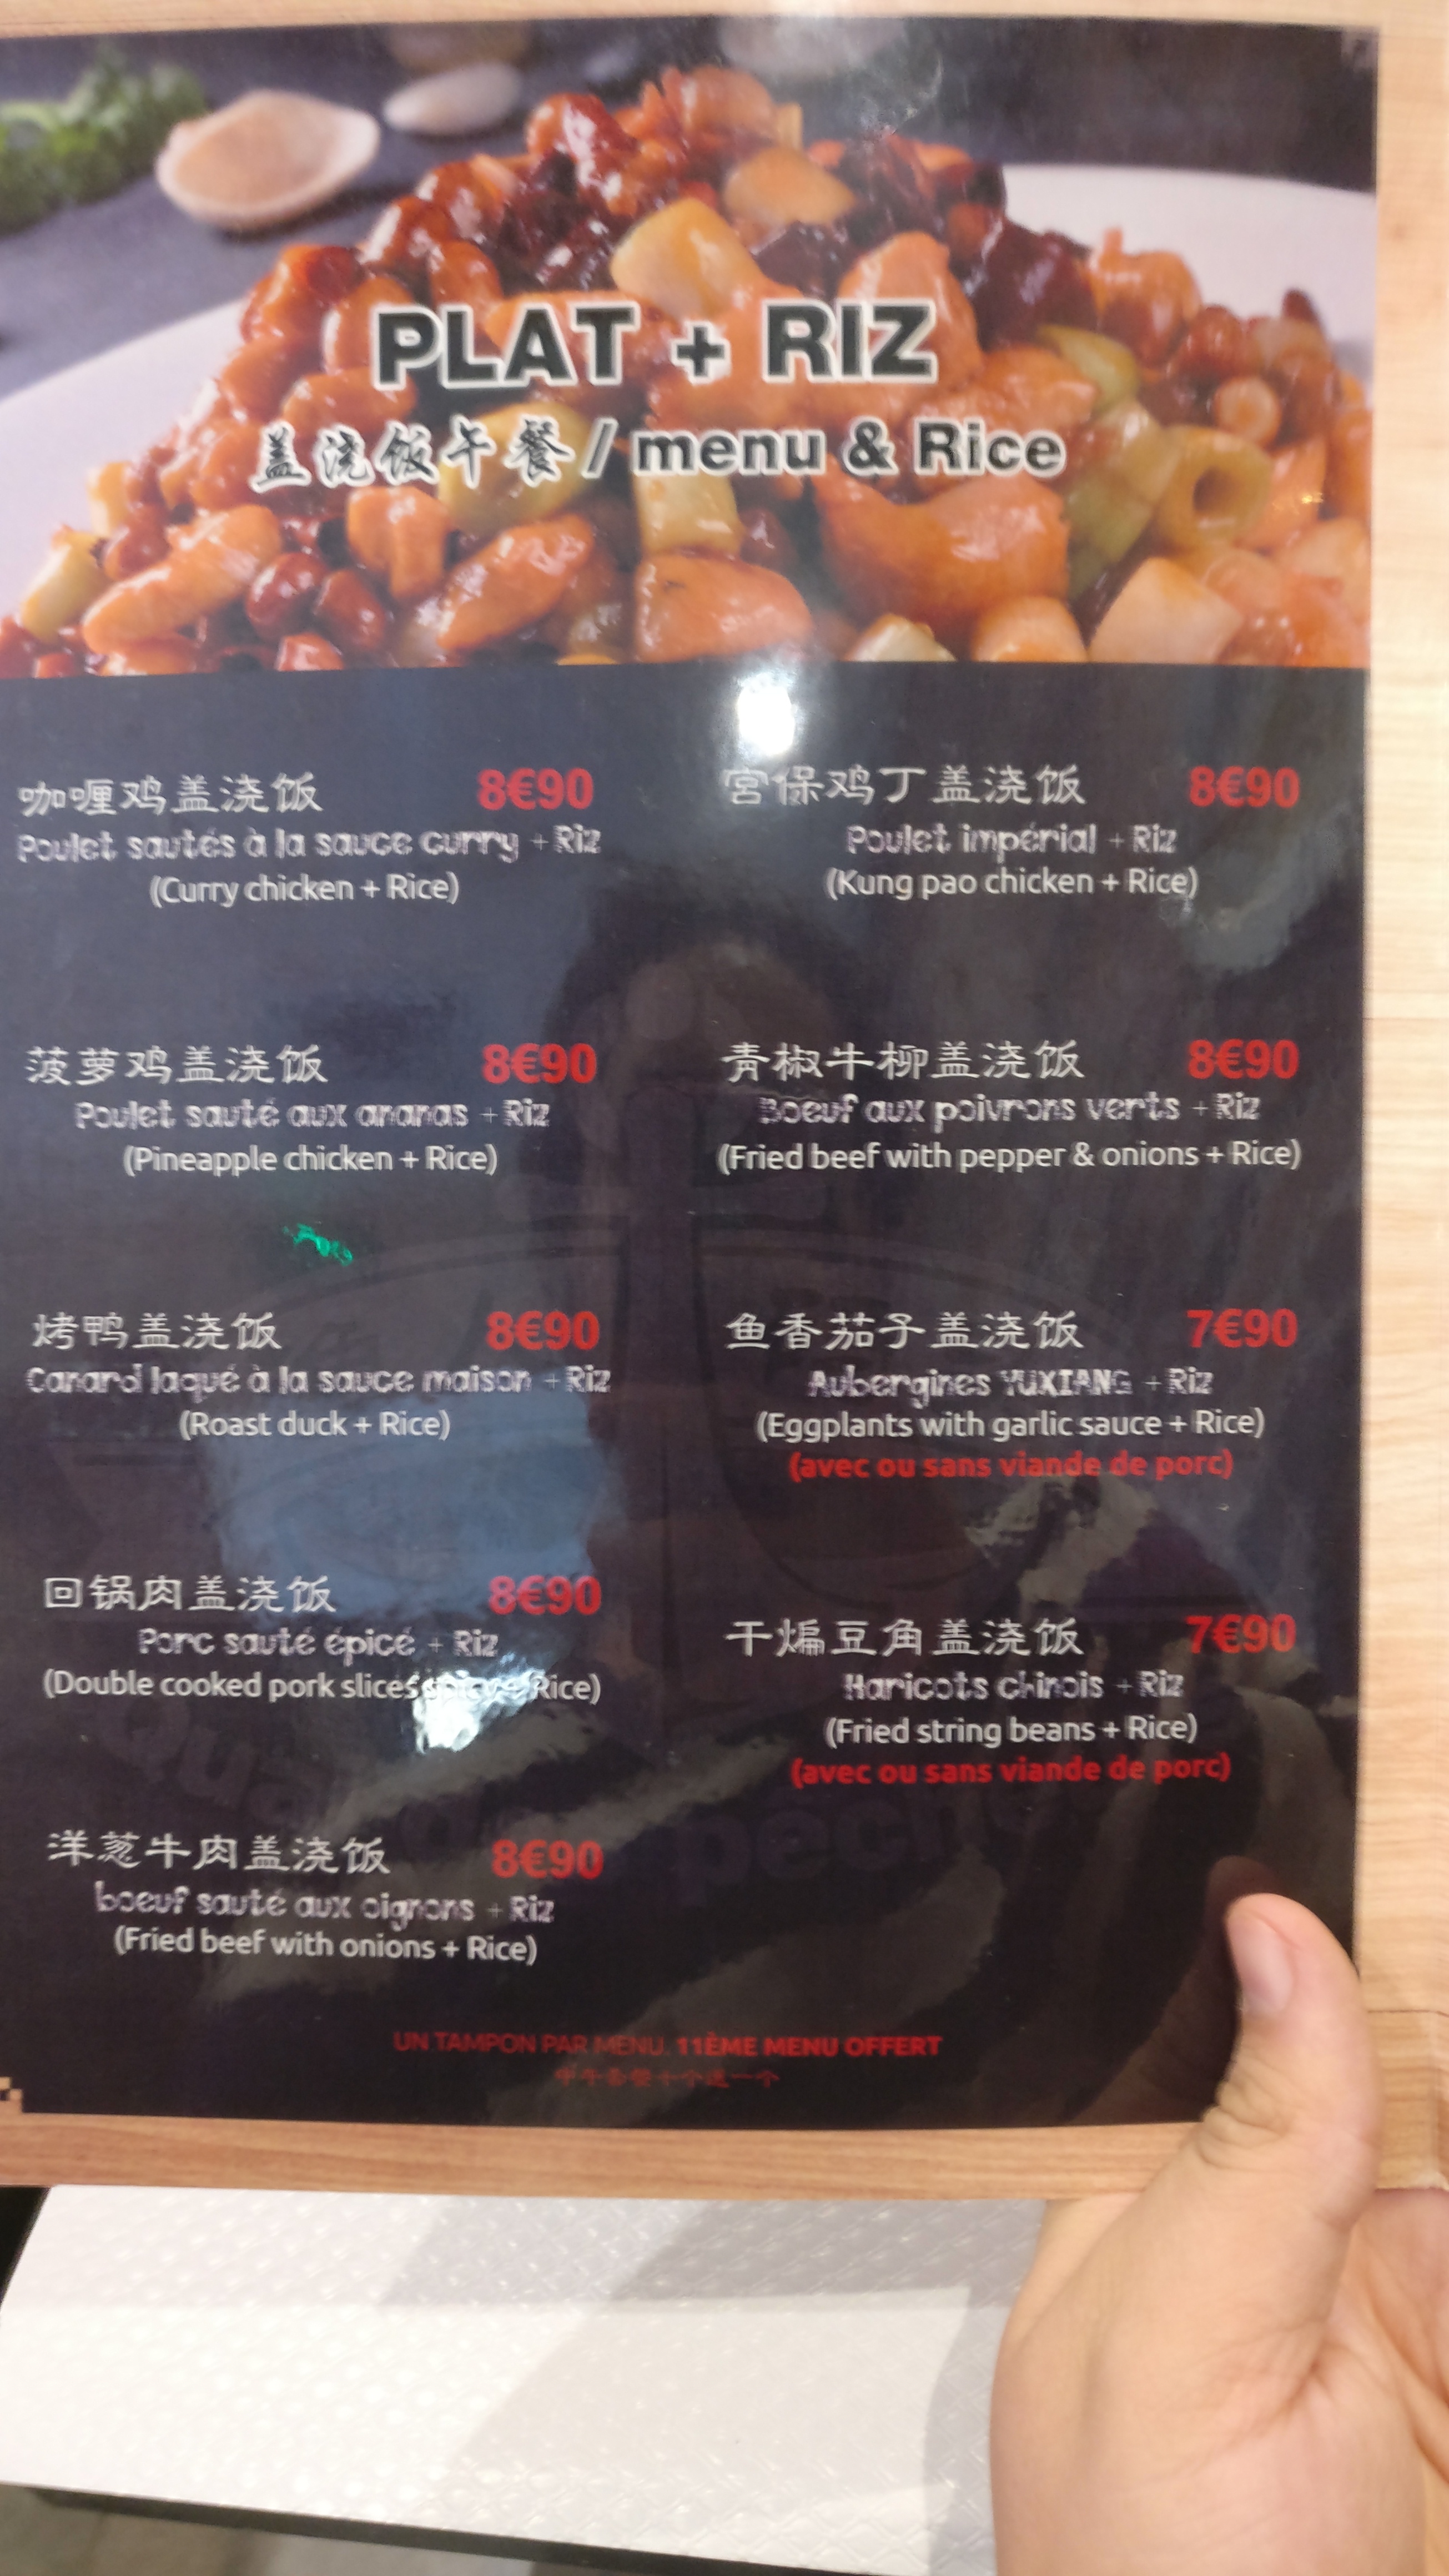 PLAT + RIZ
盖浇饭午餐 / menu & Rice
咖喱鸡盖浇饭 8€90
Poulet sautés à la sauce curry + Riz
(Curry chicken + Rice)
菠萝鸡盖浇饭 8€90
Poulet sauté aux ananas + Riz
(Pineapple chicken + Rice)
烤鸭盖浇饭 8€90
Canard laqué à la sauce maison + Riz
(Roast duck + Rice)
回锅肉盖浇饭 8€90
Porc sauté épicé + Riz
(Double cooked pork slices Rice)
洋葱牛肉盖浇饭 8€90
boeuf sauté aux oignons + Riz
(Fried beef with onions + Rice)
宫保鸡丁盖浇饭 8€90
Poulet impérial + Riz
(Kung pao chicken + Rice)
青椒牛柳盖浇饭 8€90
Boeuf aux poivrons verts + Riz
(Fried beef with pepper & onions + Rice)
鱼香茄子盖浇饭 7€90
Aubergines YUXIANG + Riz
(Eggplants with garlic sauce + Rice)
(avec ou sans viande de porc)
干煸豆角盖浇饭 7€90
Haricots chinois + Riz
(Fried string beans + Rice)
(avec ou sans viande de porc)
UN TAMPON PAR MENU. 11ÈME MENU OFFERT